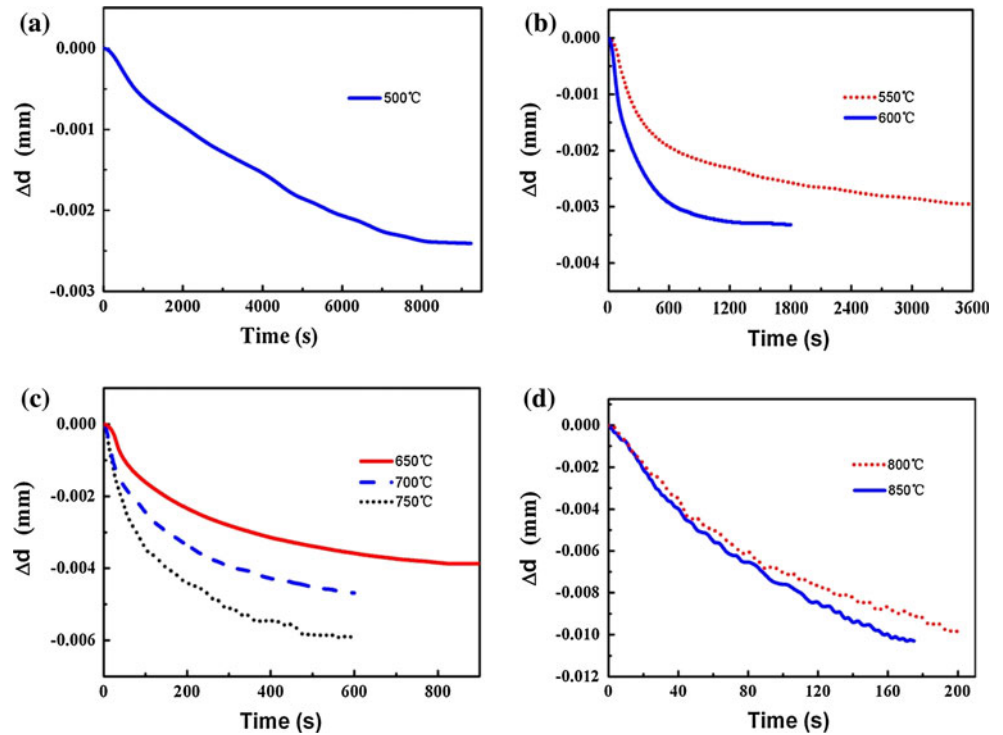 (a)
0.000
-0.001
-0.002
-0.003
Δd (mm)
500℃
0 2000 4000 6000 8000
Time (s)
(b)
0.000
-0.001
-0.002
-0.003
-0.004
Δd (mm)
550℃
600℃
0 600 1200 1800 2400 3000 3600
Time (s)
(c)
0.000
-0.002
-0.004
-0.006
Δd (mm)
650℃
700℃
750℃
0 200 400 600 800
Time (s)
(d)
0.000
-0.002
-0.004
-0.006
-0.008
-0.010
-0.012
Δd (mm)
800℃
850℃
0 40 80 120 160 200
Time (s)